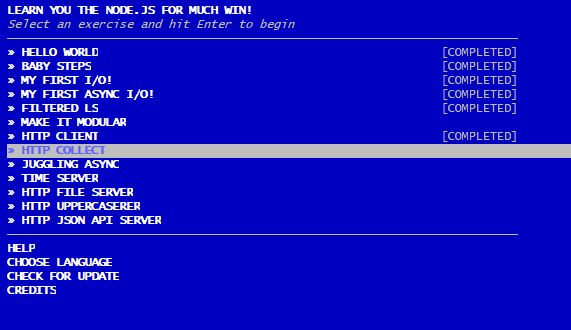 LEARN YOU THE NODE.JS FOR MUCH WIN!
Select an exercise and hit Enter to begin
» HELLO WORLD [COMPLETED]
» BABY STEPS [COMPLETED]
» MY FIRST I/O! [COMPLETED]
» MY FIRST ASYNC I/O! [COMPLETED]
» FILTERED LS [COMPLETED]
» MAKE IT MODULAR
» HTTP CLIENT [COMPLETED]
» HTTP COLLECT
» JUGGLING ASYNC
» TIME SERVER
» HTTP FILE SERVER
» HTTP UPPERCASERER
» HTTP JSON API SERVER
HELP
CHOOSE LANGUAGE
CHECK FOR UPDATE
CREDITS